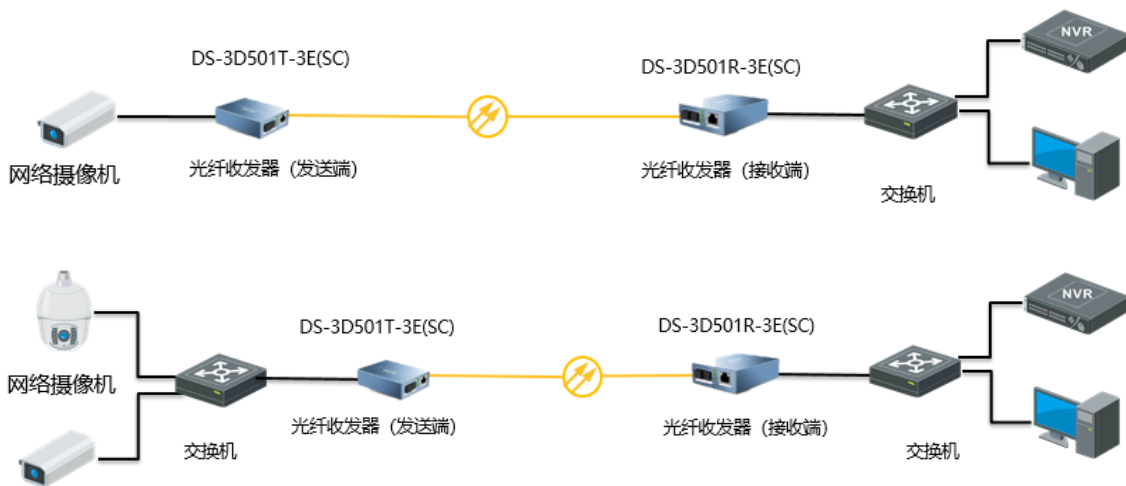 DS-3D501T-3E(SC)
DS-3D501R-3E(SC)
NVR
网络摄像机
光纤收发器（发送端）
光纤收发器（接收端）
交换机
DS-3D501T-3E(SC)
DS-3D501R-3E(SC)
NVR
网络摄像机
光纤收发器（发送端）
光纤收发器（接收端）
交换机
交换机